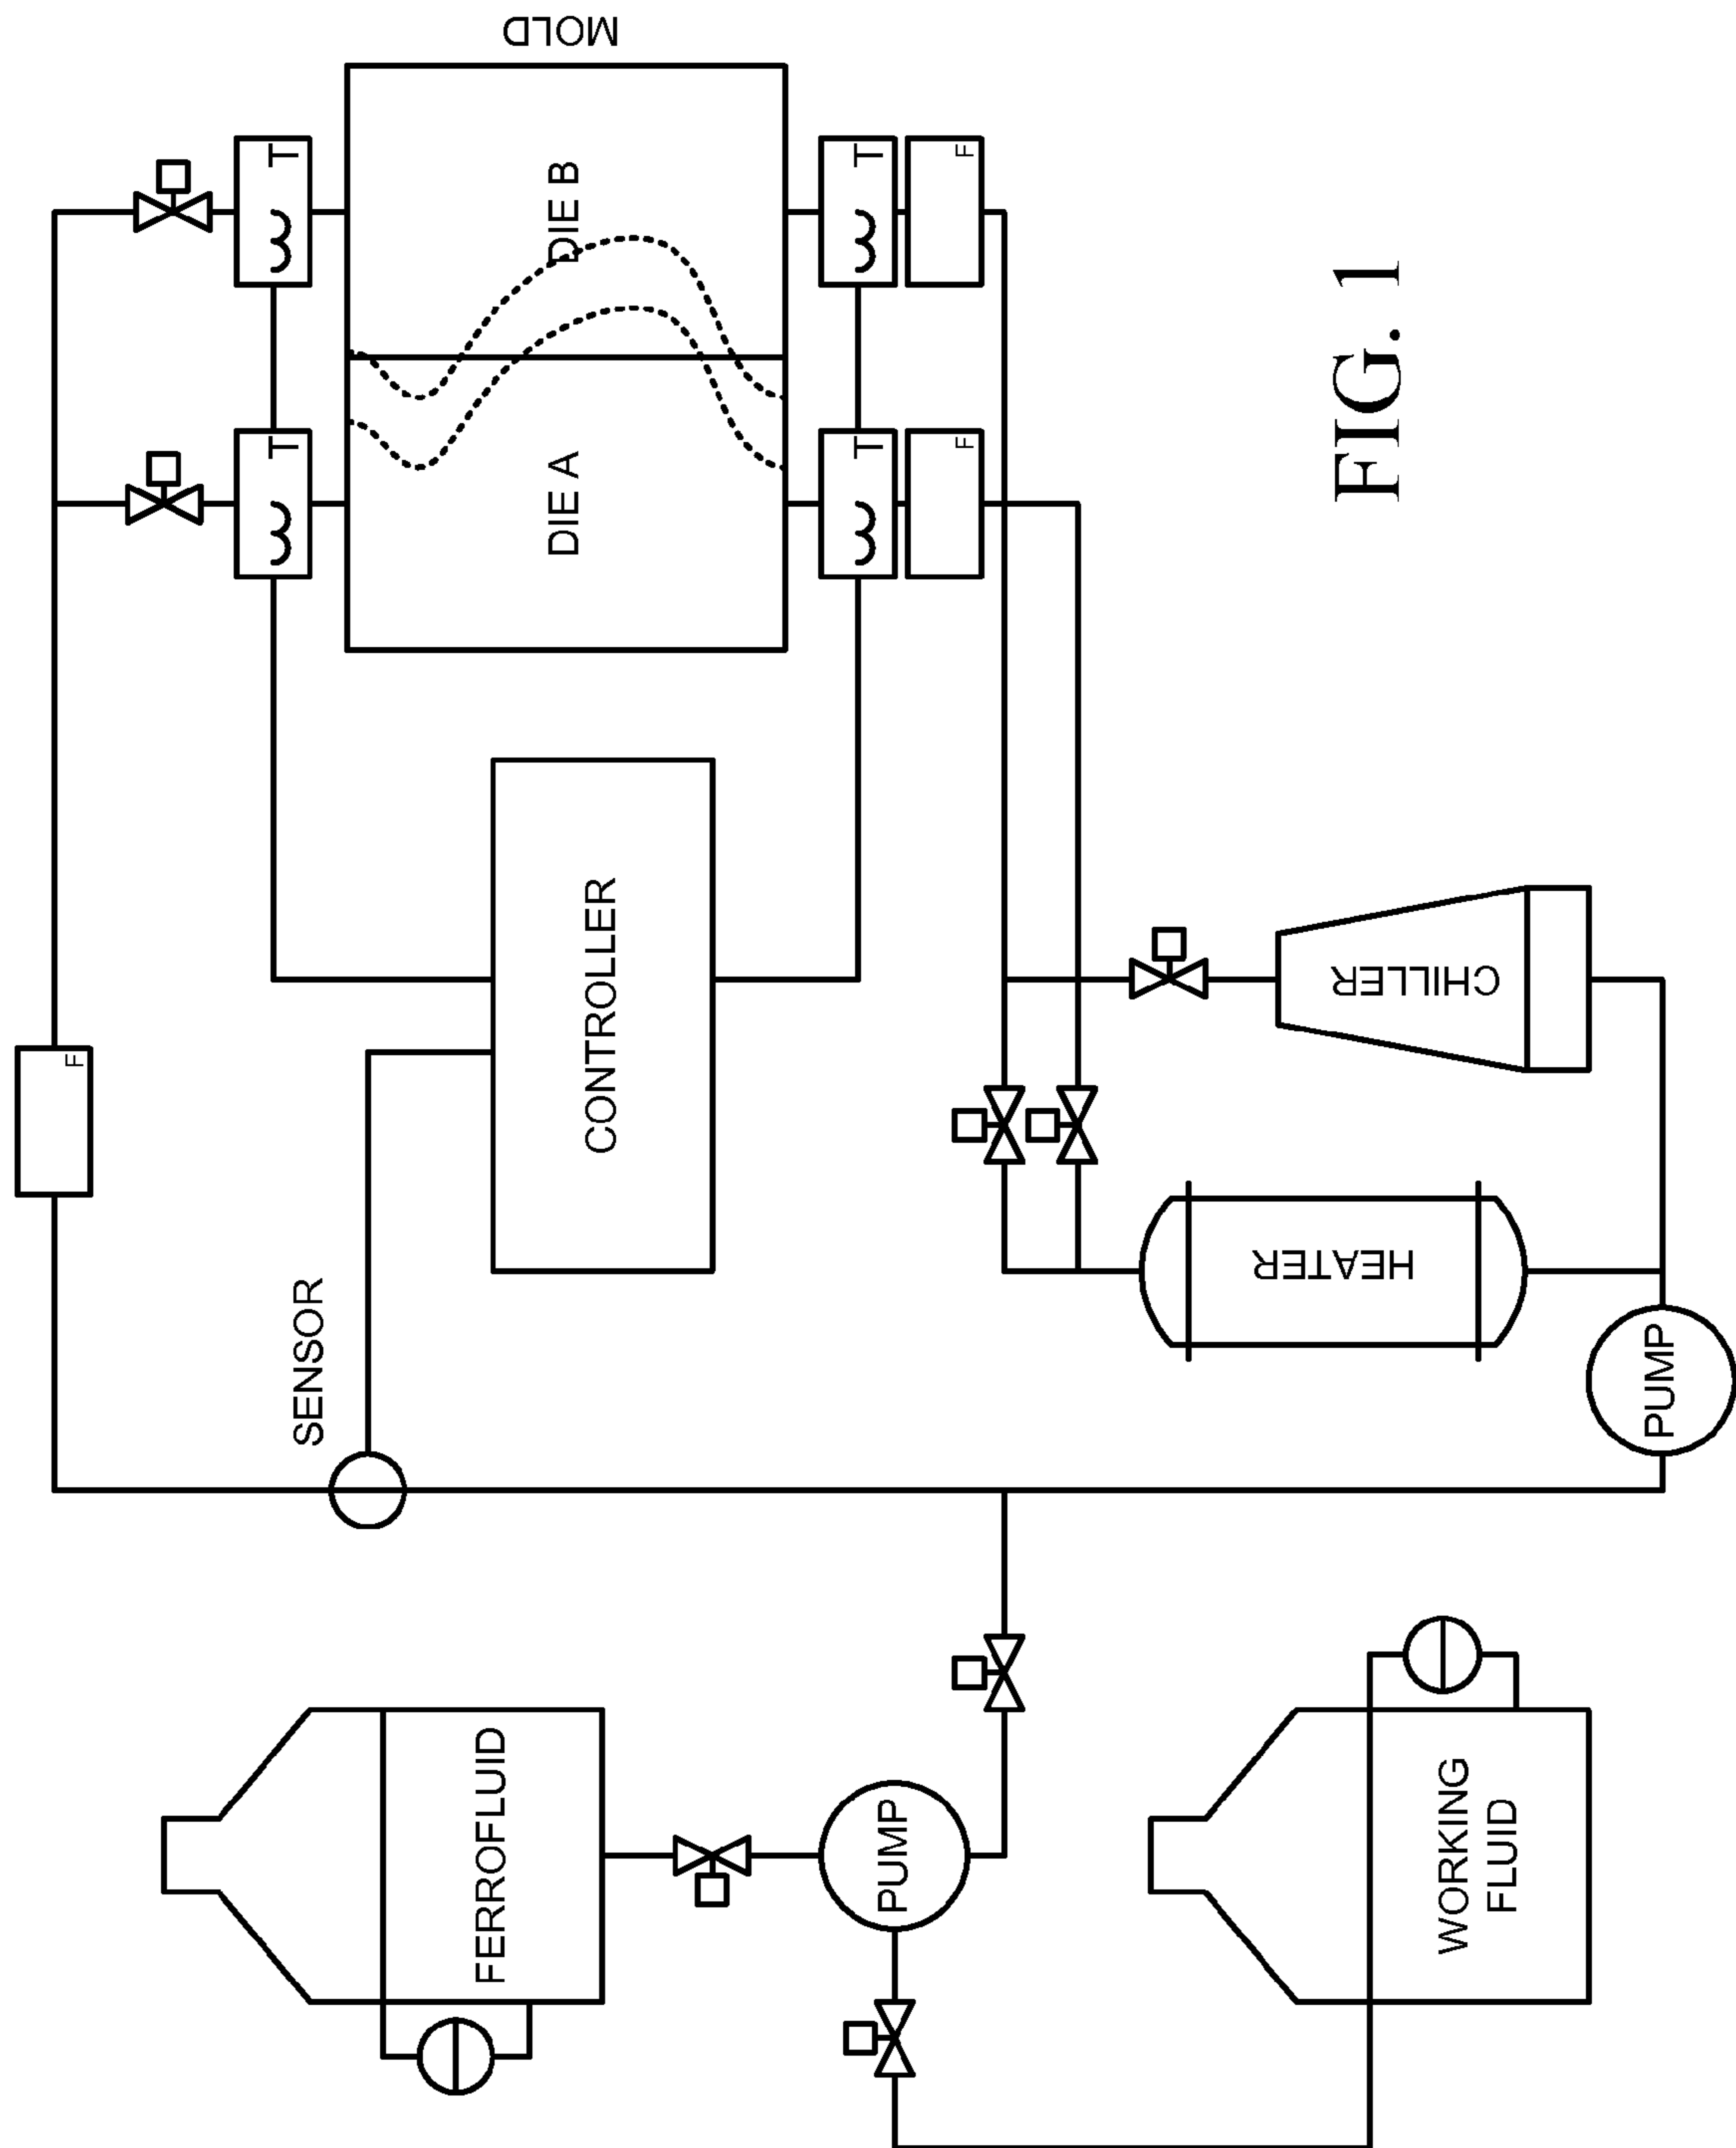 MOLD
T
T
DIE A
DIE B
T
T
F
F
F
CONTROLLER
SENSOR
CHILLER
HEATER
PUMP
FERROFLUID
PUMP
WORKING
FLUID
FIG. 1